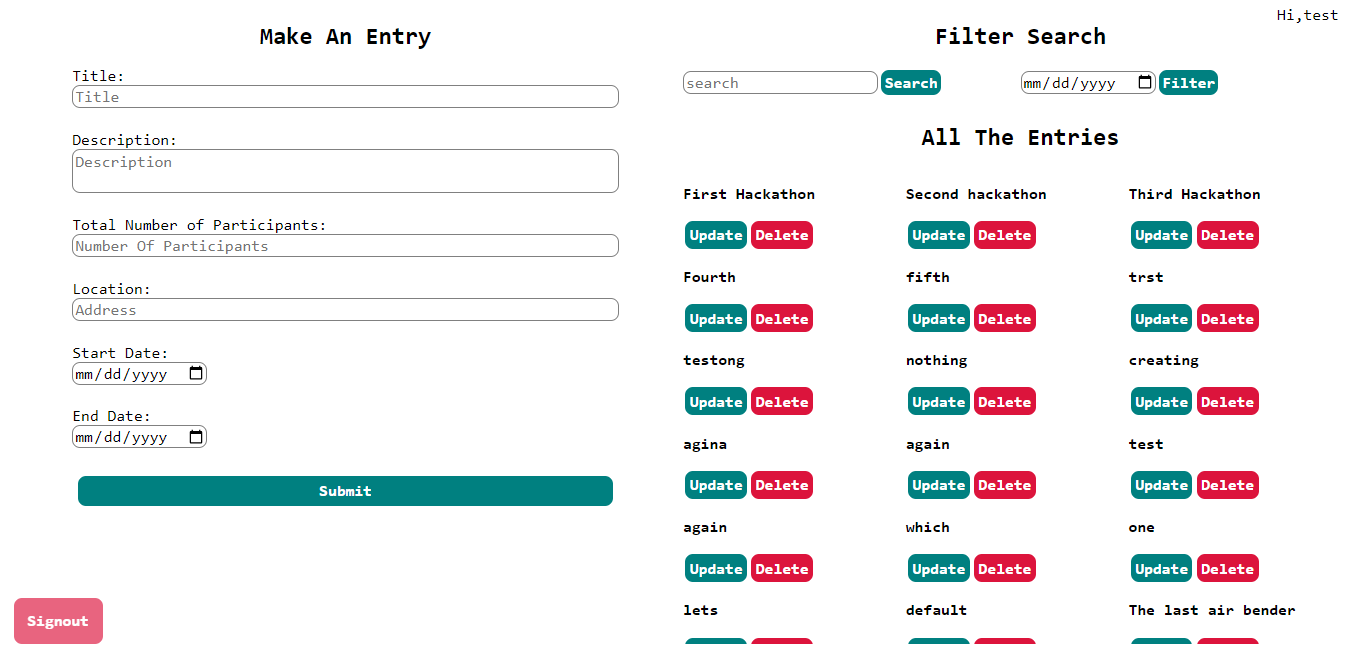 Hi,test
Make An Entry
Title:
Title
Description:
Description
Total Number of Participants:
Number Of Participants
Location:
Address
Start Date:
mm/dd/yyyy
End Date:
mm/dd/yyyy
Submit
Signout
Filter Search
search Search mm/dd/yyyy Filter
All The Entries
First Hackathon Second hackathon Third Hackathon
Update Delete Update Delete Update Delete
Fourth fifth trst
Update Delete Update Delete Update Delete
testong nothing creating
Update Delete Update Delete Update Delete
agina again test
Update Delete Update Delete Update Delete
again which one
Update Delete Update Delete Update Delete
lets default The last air bender